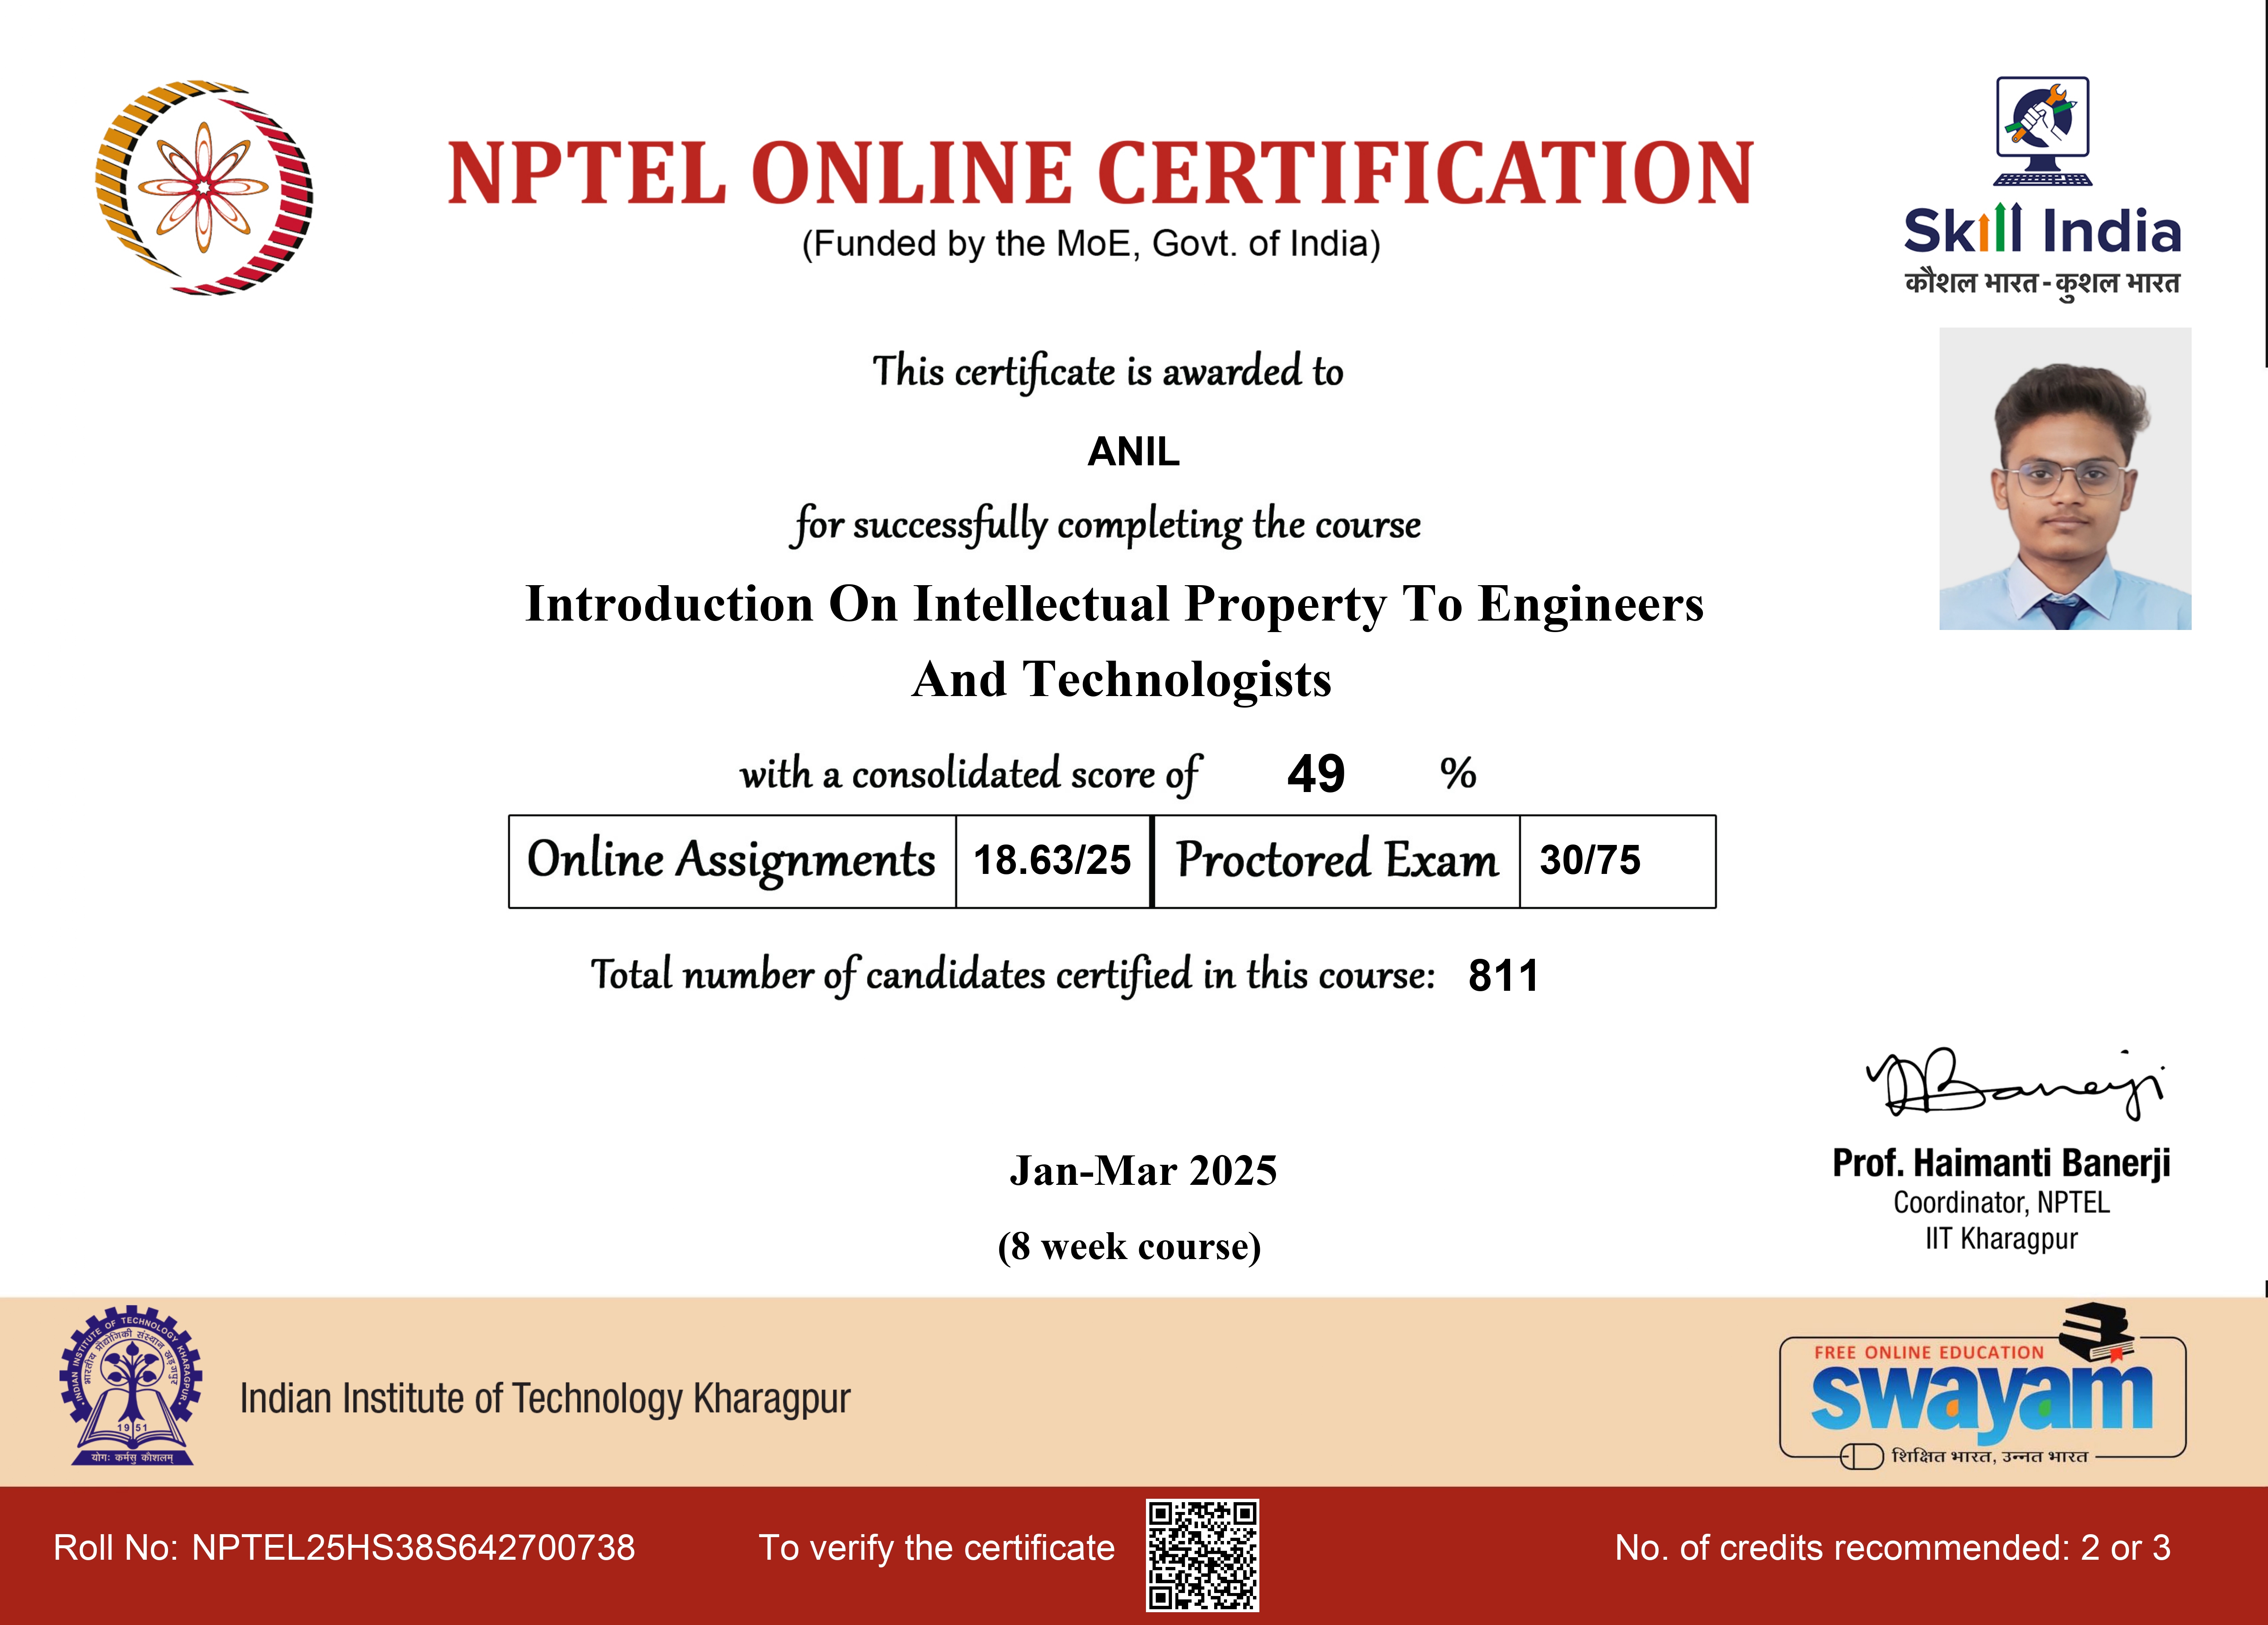 NPTEL ONLINE CERTIFICATION
(Funded by the MoE, Govt. of India)
Skill India
कौशल भारत - कुशल भारत
This certificate is awarded to
ANIL
for successfully completing the course
Introduction On Intellectual Property To Engineers
And Technologists
with a consolidated score of 49 %
Online Assignments 18.63/25 Proctored Exam 30/75
Total number of candidates certified in this course: 811
Banerji
Prof. Haimanti Banerji
Coordinator, NPTEL
IIT Kharagpur
Jan-Mar 2025
(8 week course)
INDIAN INSTITUTE OF TECHNOLOGY KHARAGPUR
भारतीय प्रौद्योगिकी संस्थान खड़गपुर
1951
योगः कर्मसु कौशलम्
Indian Institute of Technology Kharagpur
FREE ONLINE EDUCATION
swayam
शिक्षित भारत, उन्नत भारत
Roll No: NPTEL25HS38S642700738
To verify the certificate
No. of credits recommended: 2 or 3